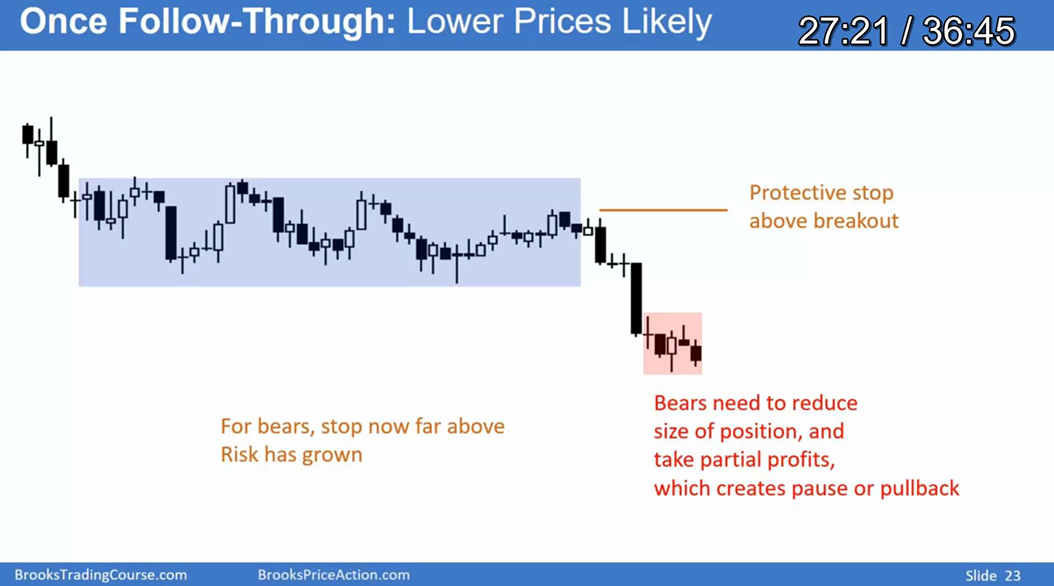 Once Follow-Through: Lower Prices Likely
27:21 / 36:45
Protective stop
above breakout
For bears, stop now far above
Risk has grown
Bears need to reduce
size of position, and
take partial profits,
which creates pause or pullback
BrooksTradingCourse.com
BrooksPriceAction.com
Slide 23